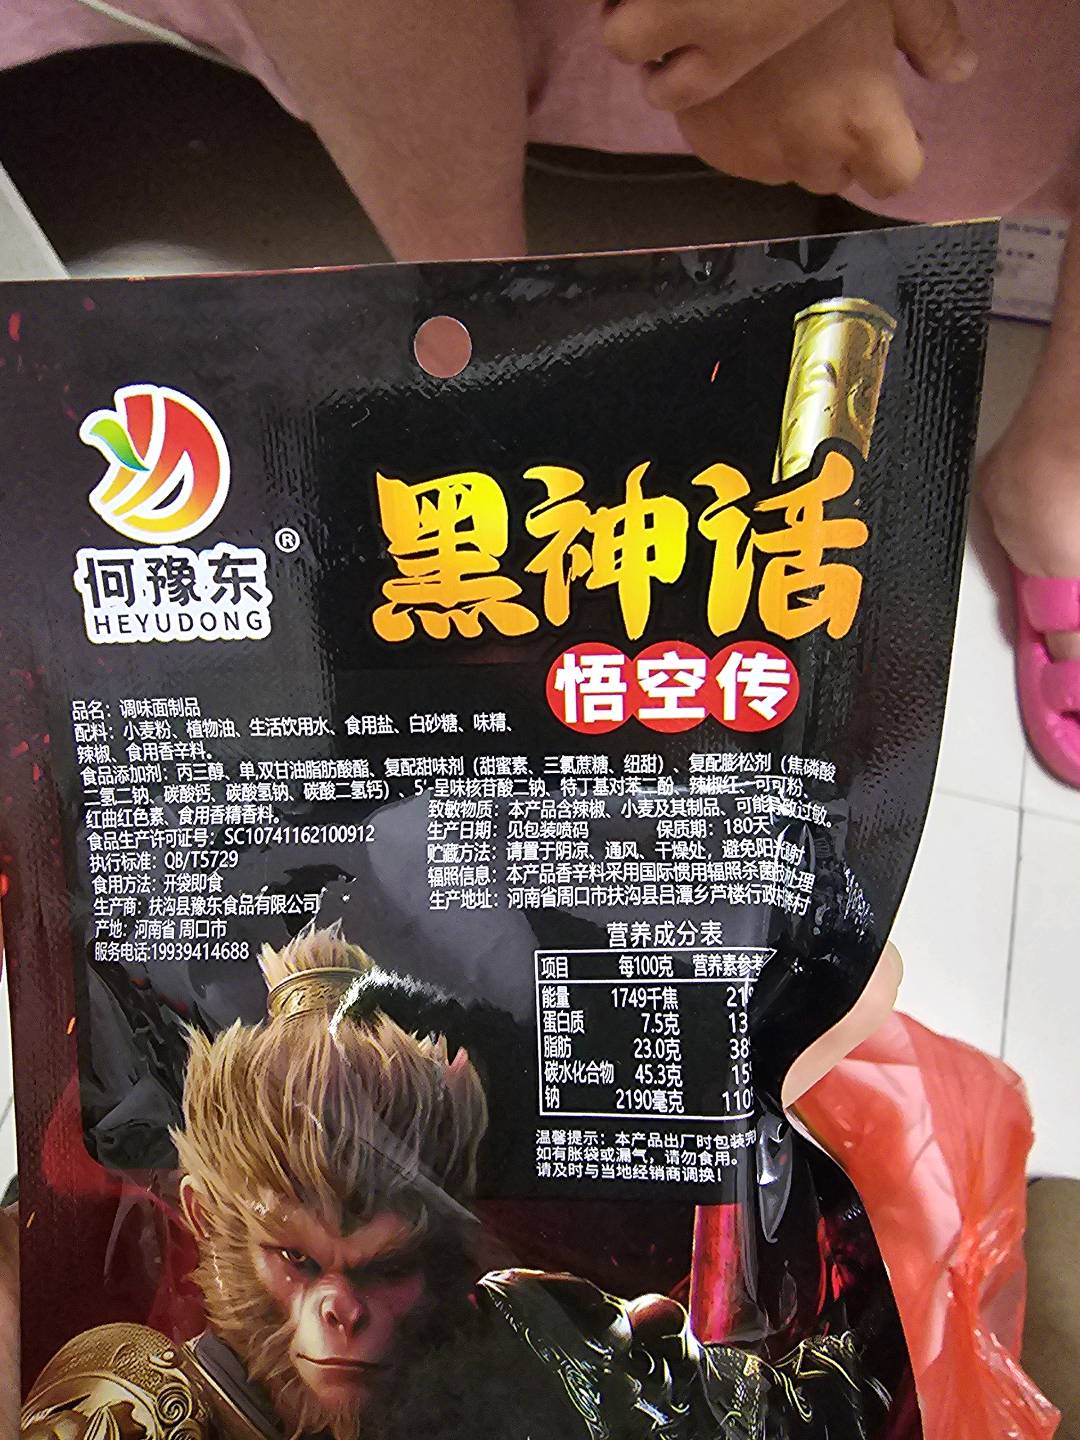 何豫东®
HEYUDONG
黑神话
悟空传
品名：调味面制品
配料：小麦粉、植物油、生活饮用水、食用盐、白砂糖、味精、
辣椒、食用香辛料。
食品添加剂：丙三醇、单,双甘油脂肪酸酯、复配甜味剂（甜蜜素、三氯蔗糖、纽甜）、复配膨松剂（焦磷酸
二氢二钠、碳酸钙、碳酸氢钠、碳酸二氢钙）、5'-呈味核苷酸二钠、特丁基对苯二酚、辣椒红、可可粉、
红曲红色素、食用香精香料。
食品生产许可证号：SC10741162100912
执行标准：QB/T5729
食用方法：开袋即食
生产商：扶沟县豫东食品有限公司
产地：河南省 周口市
服务电话:19939414688
致敏物质：本产品含辣椒、小麦及其制品、可能导致过敏。
生产日期：见包装喷码 保质期：180天
贮藏方法：请置于阴凉、通风、干燥处，避免阳光
辐照信息：本产品香辛料采用国际惯用辐照杀菌 处理
生产地址：河南省周口市扶沟县吕潭乡芦楼行政村
营养成分表
项目 每100克 营养素参考
能量 1749千焦 21
蛋白质 7.5克 13
脂肪 23.0克 38
碳水化合物 45.3克 15
钠 2190毫克 110
温馨提示：本产品出厂时包装完
如有胀袋或漏气，请勿食用。
请及时与当地经销商调换！